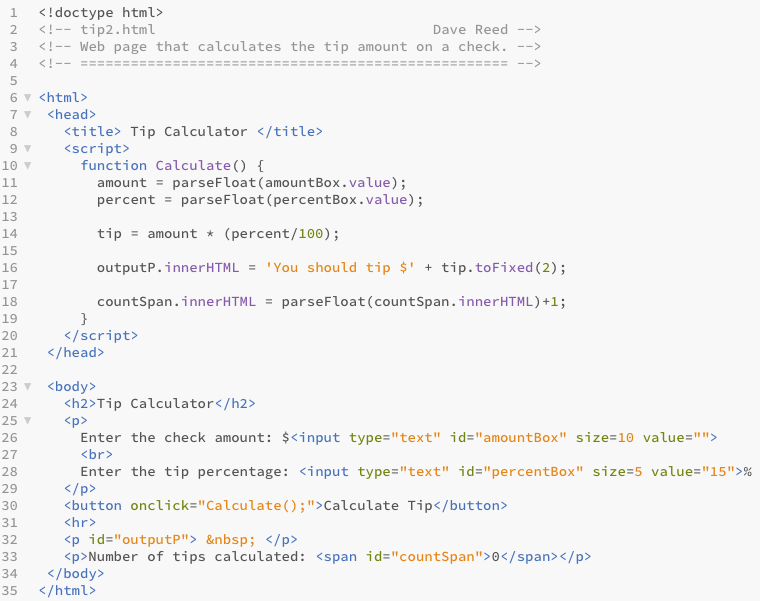 1 <!doctype html>
2 <!-- tip2.html                                 Dave Reed -->
3 <!-- Web page that calculates the tip amount on a check. -->
4 <!-- =================================================== -->
5
6 <html>
7  <head>
8    <title> Tip Calculator </title>
9    <script>
10      function Calculate() {
11        amount = parseFloat(amountBox.value);
12        percent = parseFloat(percentBox.value);
13
14        tip = amount * (percent/100);
15
16        outputP.innerHTML = 'You should tip $' + tip.toFixed(2);
17
18        countSpan.innerHTML = parseFloat(countSpan.innerHTML)+1;
19      }
20    </script>
21  </head>
22
23  <body>
24    <h2>Tip Calculator</h2>
25    <p>
26      Enter the check amount: $<input type="text" id="amountBox" size=10 value="">
27      <br>
28      Enter the tip percentage: <input type="text" id="percentBox" size=5 value="15">%
29    </p>
30    <button onclick="Calculate();">Calculate Tip</button>
31    <hr>
32    <p id="outputP"> &nbsp; </p>
33    <p>Number of tips calculated: <span id="countSpan">0</span></p>
34  </body>
35 </html>